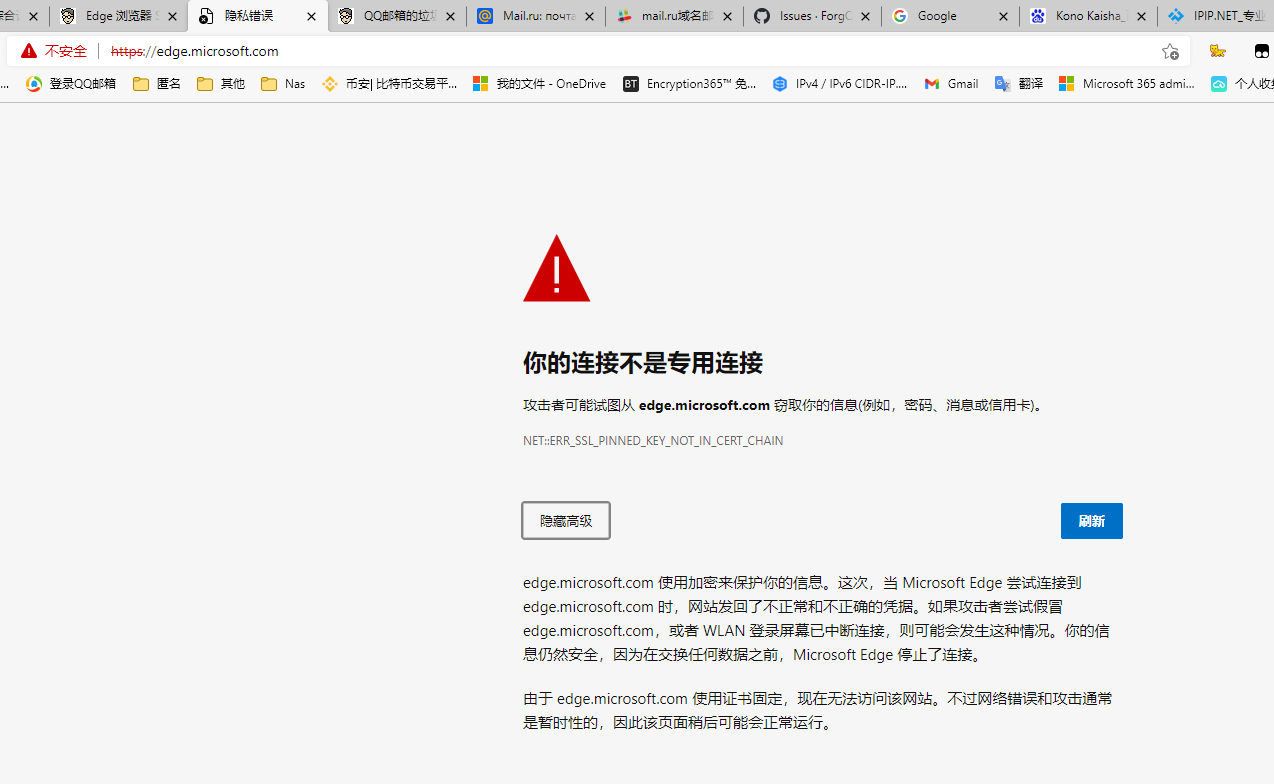 Edge 浏览器
隐私错误
QQ邮箱的垃
Mail.ru: почта
mail.ru域名邮
Issues · Forg
Google
Kono Kaisha_
IPIP.NET_专业
不安全
https://edge.microsoft.com
...
登录QQ邮箱
匿名
其他
Nas
币安| 比特币交易平...
我的文件 - OneDrive
BT
Encryption365™ 免...
IPv4 / IPv6 CIDR-IP....
Gmail
翻译
Microsoft 365 admi...
个人收
你的连接不是专用连接
攻击者可能试图从 edge.microsoft.com 窃取你的信息(例如，密码、消息或信用卡)。
NET::ERR_SSL_PINNED_KEY_NOT_IN_CERT_CHAIN
隐藏高级
刷新
edge.microsoft.com 使用加密来保护你的信息。这次，当 Microsoft Edge 尝试连接到
edge.microsoft.com 时，网站发回了不正常和不正确的凭据。如果攻击者尝试假冒
edge.microsoft.com，或者 WLAN 登录屏幕已中断连接，则可能会发生这种情况。你的信
息仍然安全，因为在交换任何数据之前，Microsoft Edge 停止了连接。
由于 edge.microsoft.com 使用证书固定，现在无法访问该网站。不过网络错误和攻击通常
是暂时性的，因此该页面稍后可能会正常运行。